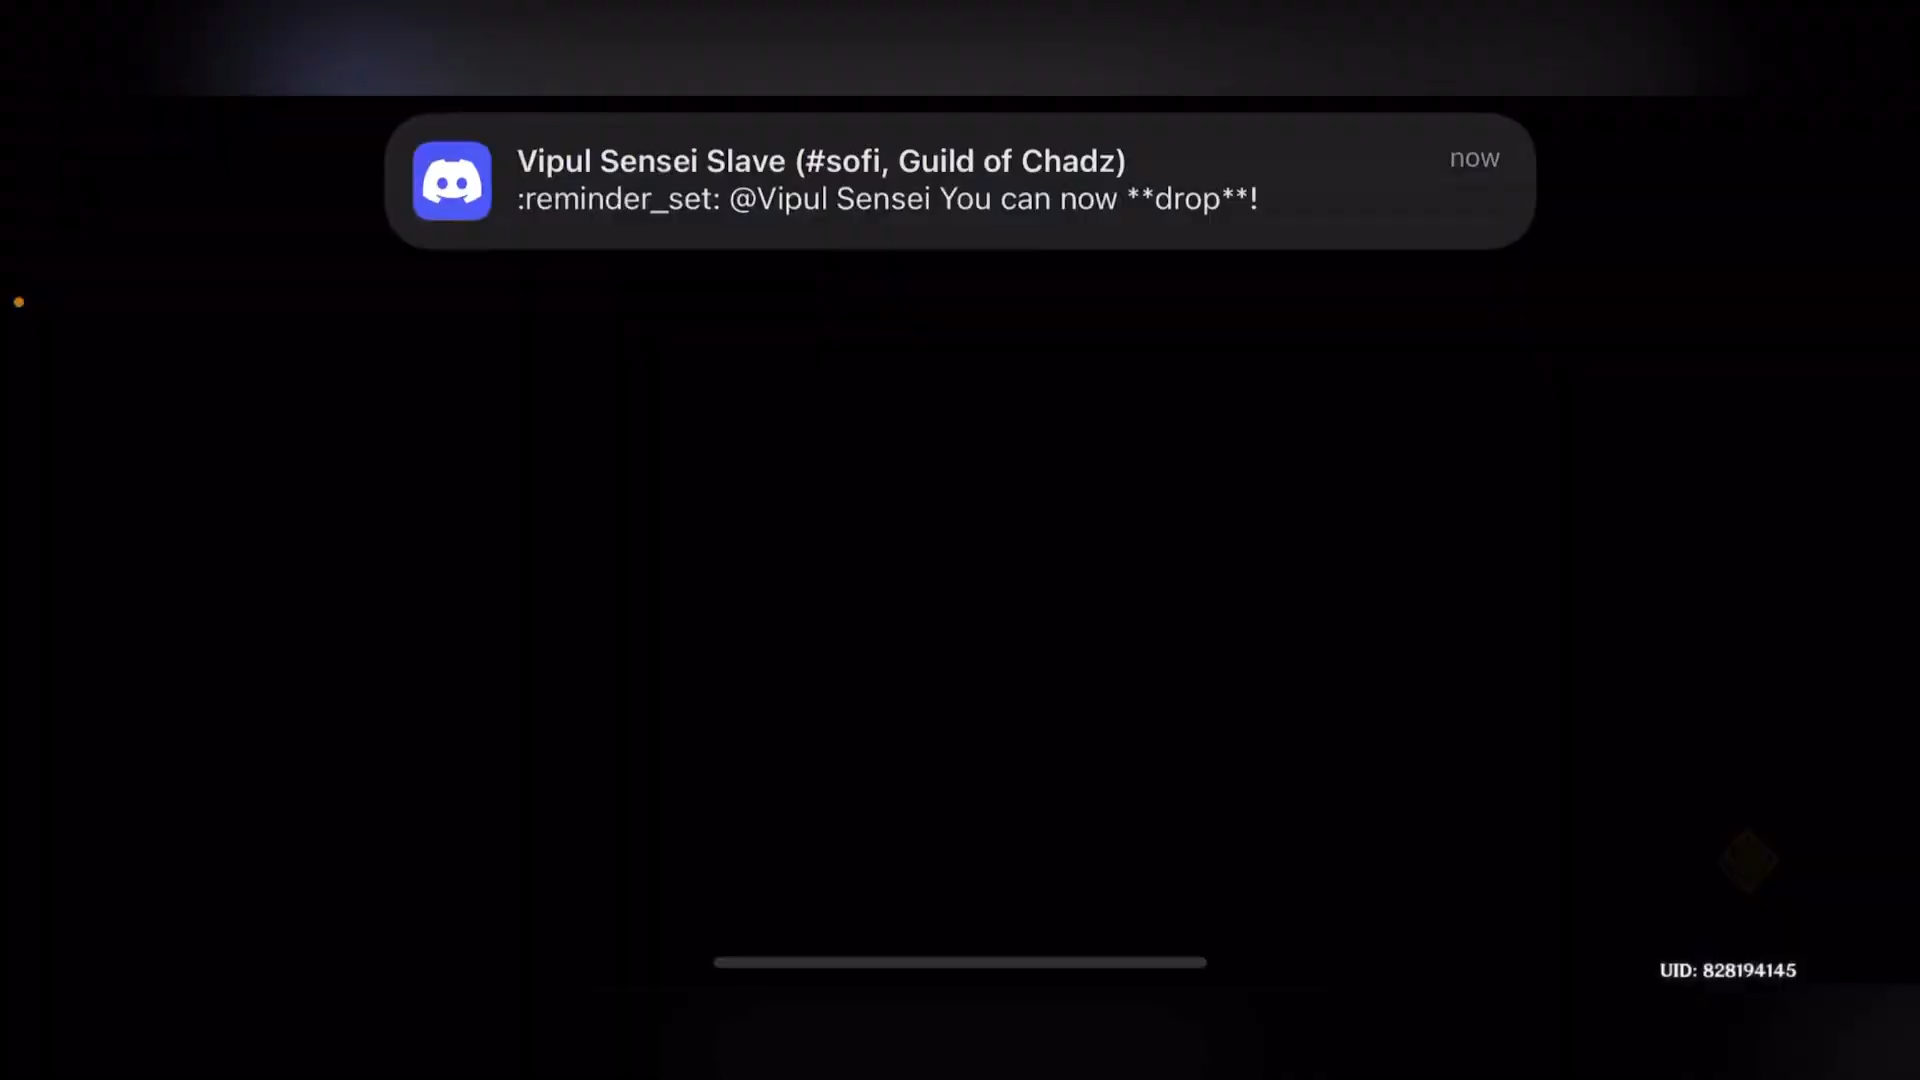 Vipul Sensei Slave (#sofi, Guild of Chadz)
now
:reminder_set: @Vipul Sensei You can now **drop**!
UID: 828194145